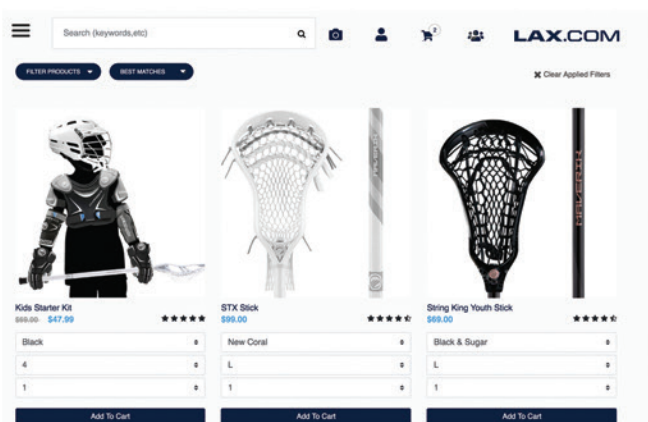 Search (keywords,etc)
2
LAX.COM
FILTER PRODUCTS
BEST MATCHES
Clear Applied Filters
MAVERIK
Kids Starter Kit
$47.99
STX Stick
$99.00
String King Youth Stick
$69.00
Black
New Coral
Black & Sugar
4
L
L
1
1
1
Add To Cart
Add To Cart
Add To Cart